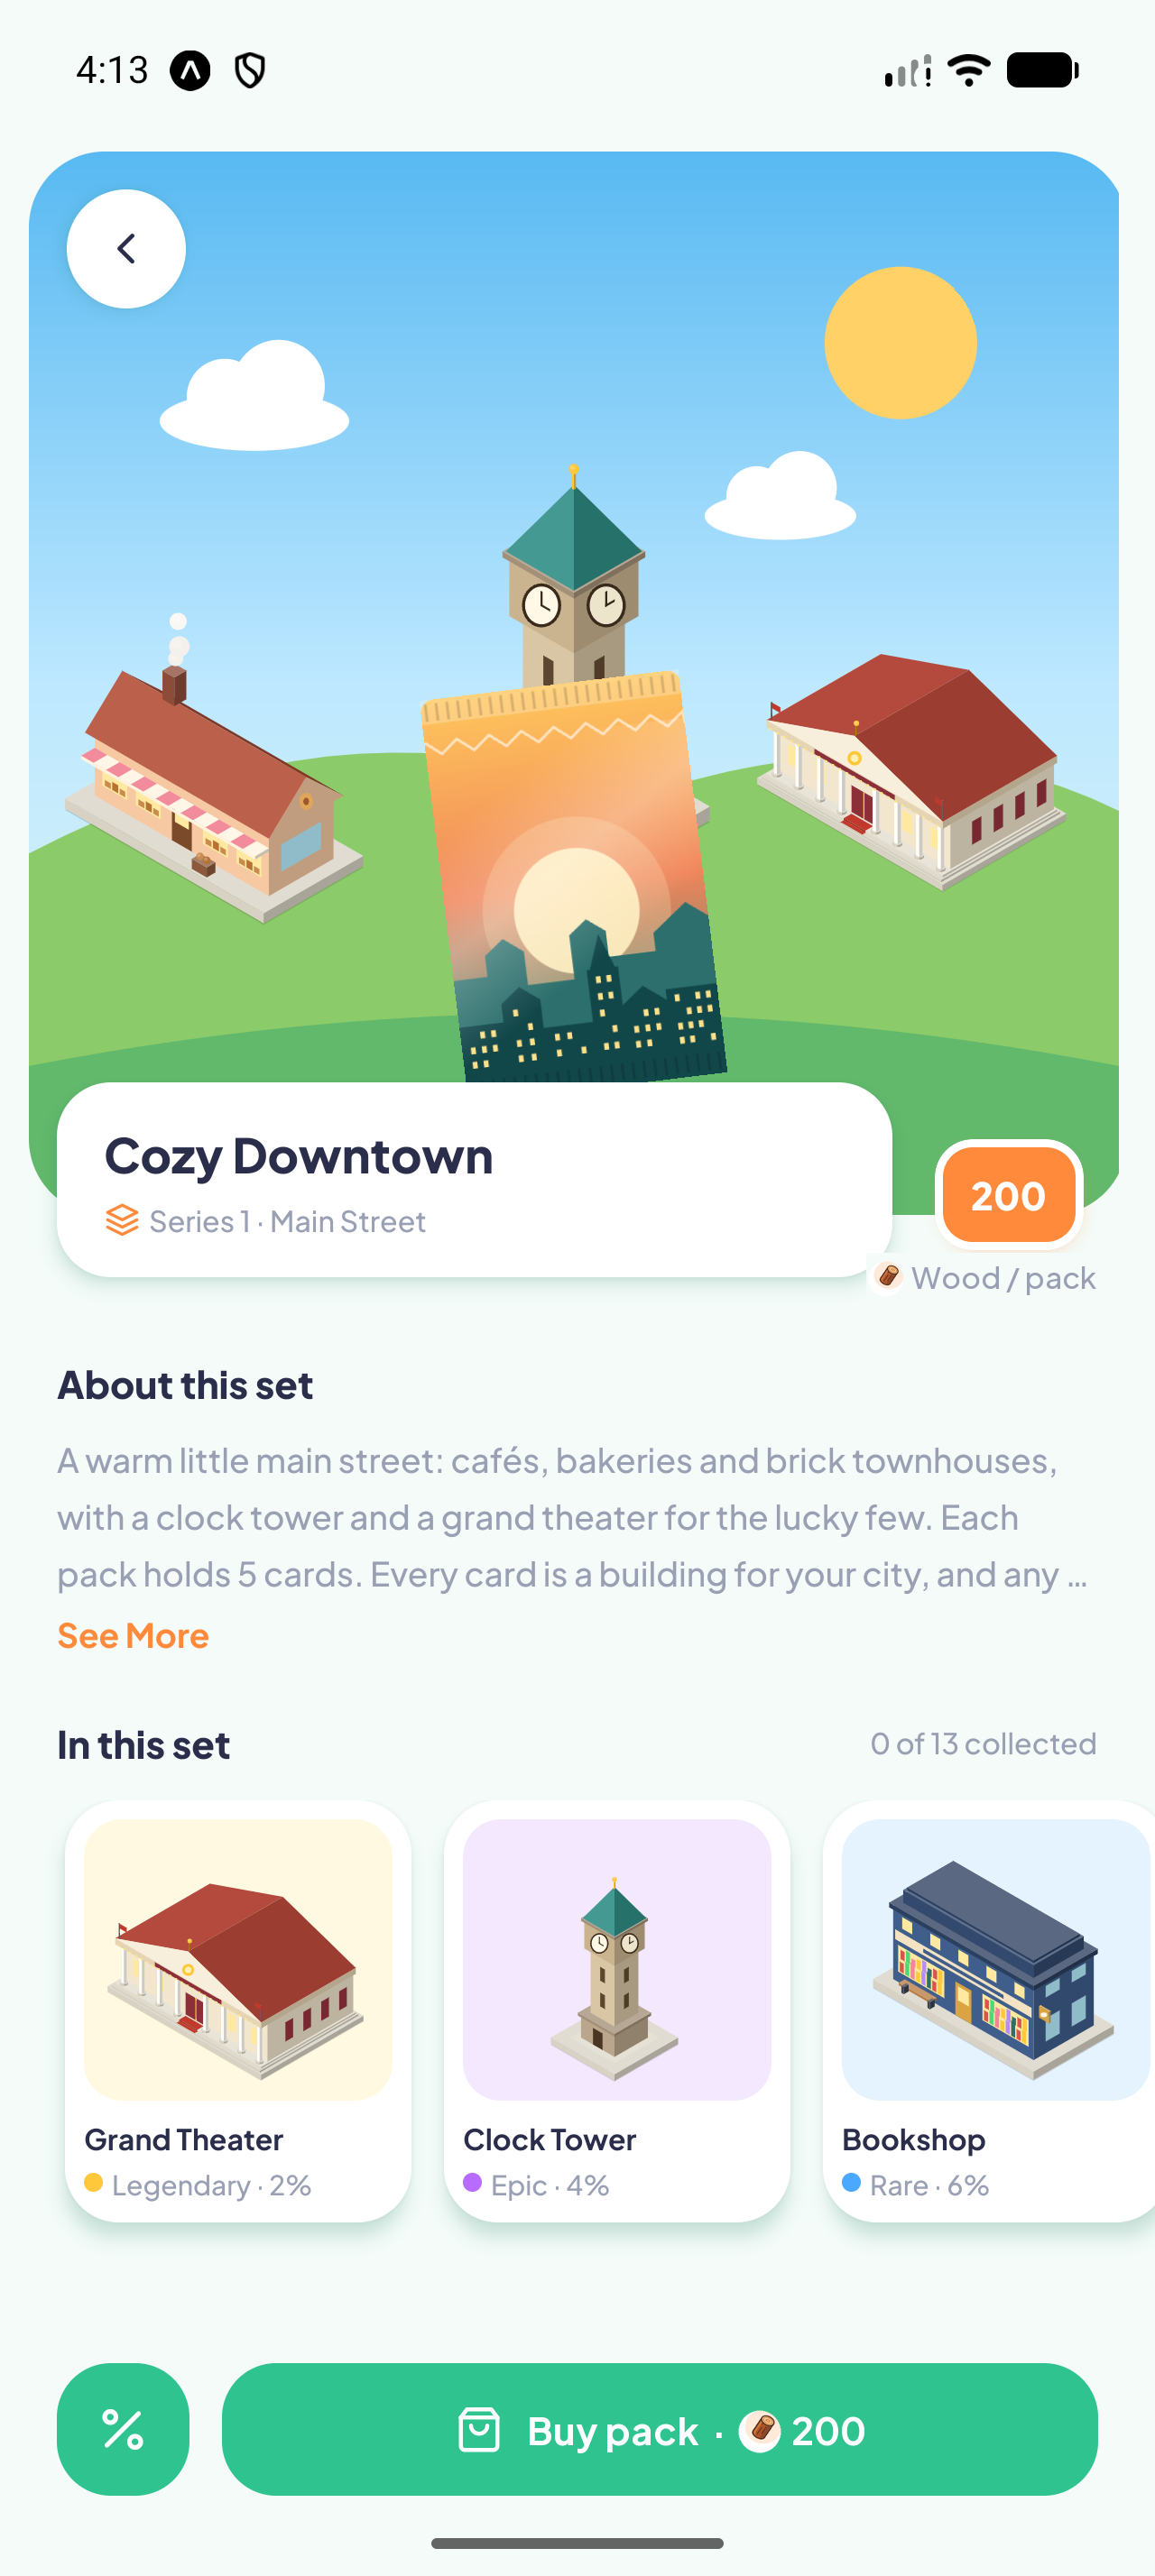 4:13
Cozy Downtown
Series 1 · Main Street
200
Wood / pack
About this set
A warm little main street: cafés, bakeries and brick townhouses,
with a clock tower and a grand theater for the lucky few. Each
pack holds 5 cards. Every card is a building for your city, and any ...
See More
In this set
0 of 13 collected
Grand Theater
Legendary · 2%
Clock Tower
Epic · 4%
Bookshop
Rare · 6%
Buy pack · 200